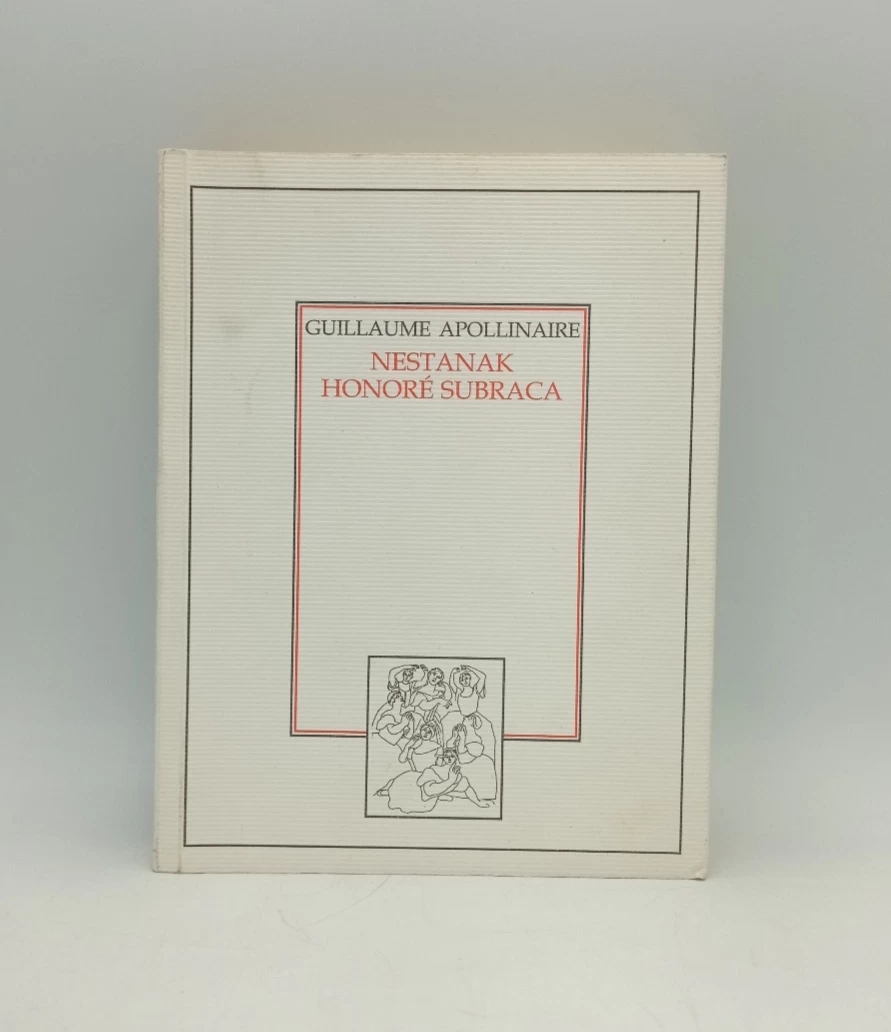 GUILLAUME APOLLINAIRE
NESTANAK
HONORÉ SUBRACA